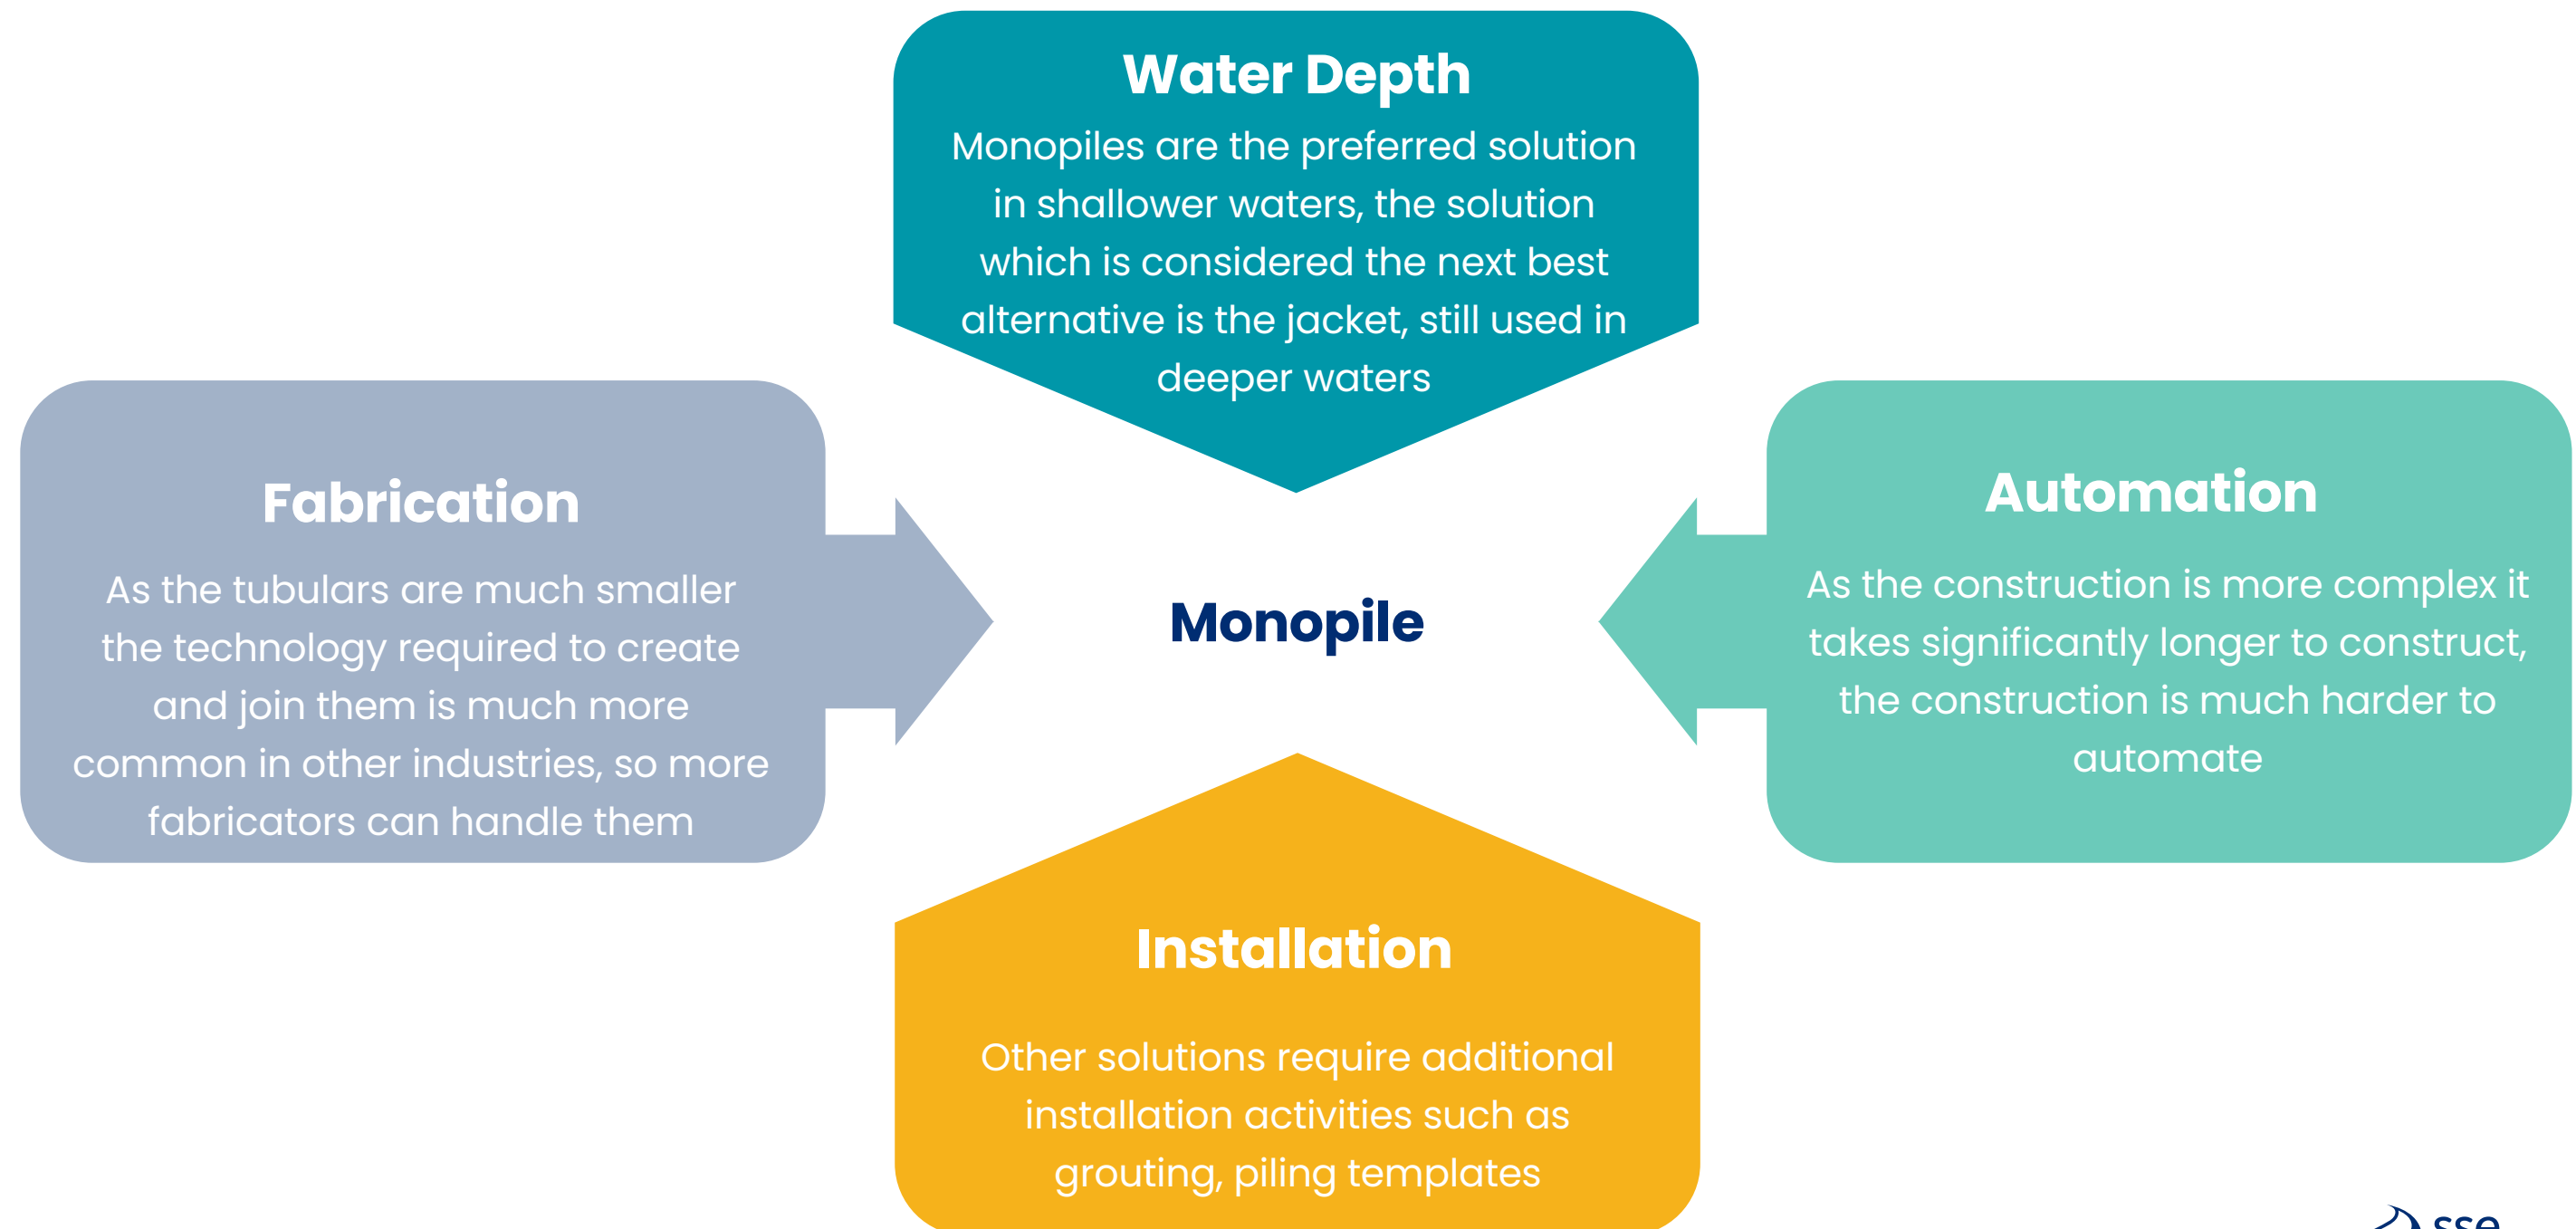 Water Depth
Monopiles are the preferred solution
in shallower waters, the solution
which is considered the next best
alternative is the jacket, still used in
deeper waters
Fabrication
As the tubulars are much smaller
the technology required to create
and join them is much more
common in other industries, so more
fabricators can handle them
Monopile
Automation
As the construction is more complex it
takes significantly longer to construct,
the construction is much harder to
automate
Installation
Other solutions require additional
installation activities such as
grouting, piling templates
sse